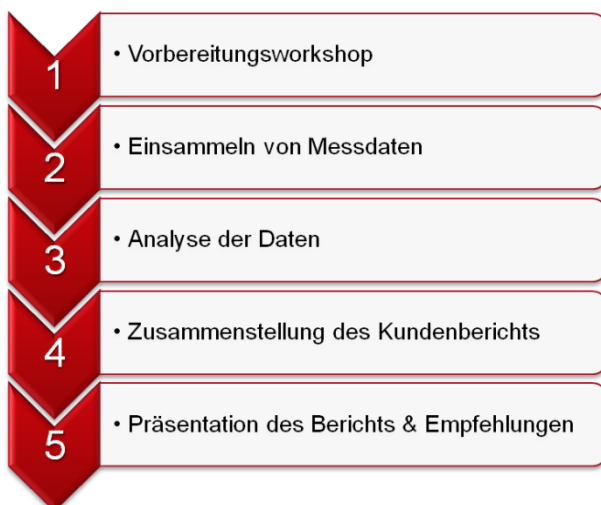 1
• Vorbereitungsworkshop
2
• Einsammeln von Messdaten
3
• Analyse der Daten
4
• Zusammenstellung des Kundenberichts
5
• Präsentation des Berichts & Empfehlungen